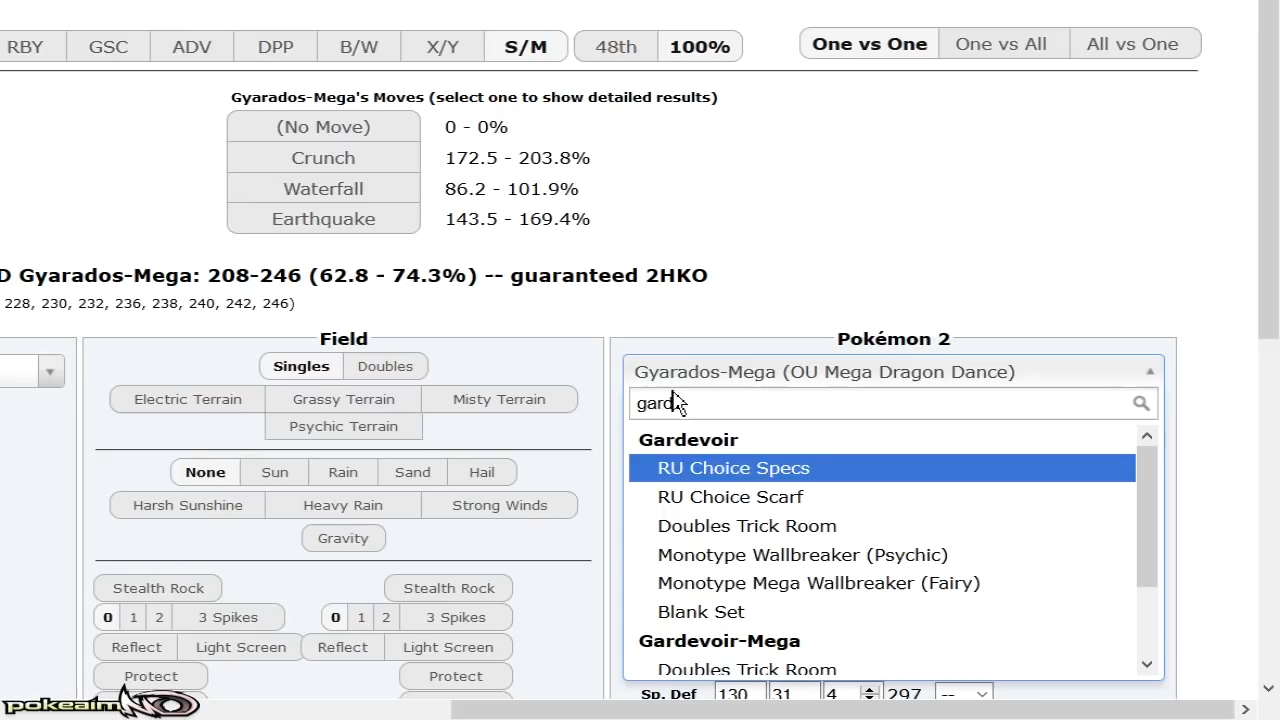 RBY GSC ADV DPP B/W X/Y S/M 48th 100% One vs One One vs All All vs One
Gyarados-Mega's Moves (select one to show detailed results)
(No Move) 0 - 0%
Crunch 172.5 - 203.8%
Waterfall 86.2 - 101.9%
Earthquake 143.5 - 169.4%
D Gyarados-Mega: 208-246 (62.8 - 74.3%) -- guaranteed 2HKO
228, 230, 232, 236, 238, 240, 242, 246)
Field
Singles Doubles
Electric Terrain Grassy Terrain Misty Terrain
Psychic Terrain
None Sun Rain Sand Hail
Harsh Sunshine Heavy Rain Strong Winds
Gravity
Stealth Rock Stealth Rock
0 1 2 3 Spikes 0 1 2 3 Spikes
Reflect Light Screen Reflect Light Screen
Protect Protect
Pokémon 2
Gyarados-Mega (OU Mega Dragon Dance)
gard
Gardevoir
RU Choice Specs
RU Choice Scarf
Doubles Trick Room
Monotype Wallbreaker (Psychic)
Monotype Mega Wallbreaker (Fairy)
Blank Set
Gardevoir-Mega
Doubles Trick Room
Sp. Def 130 31 4 297 --
pokeaimMD